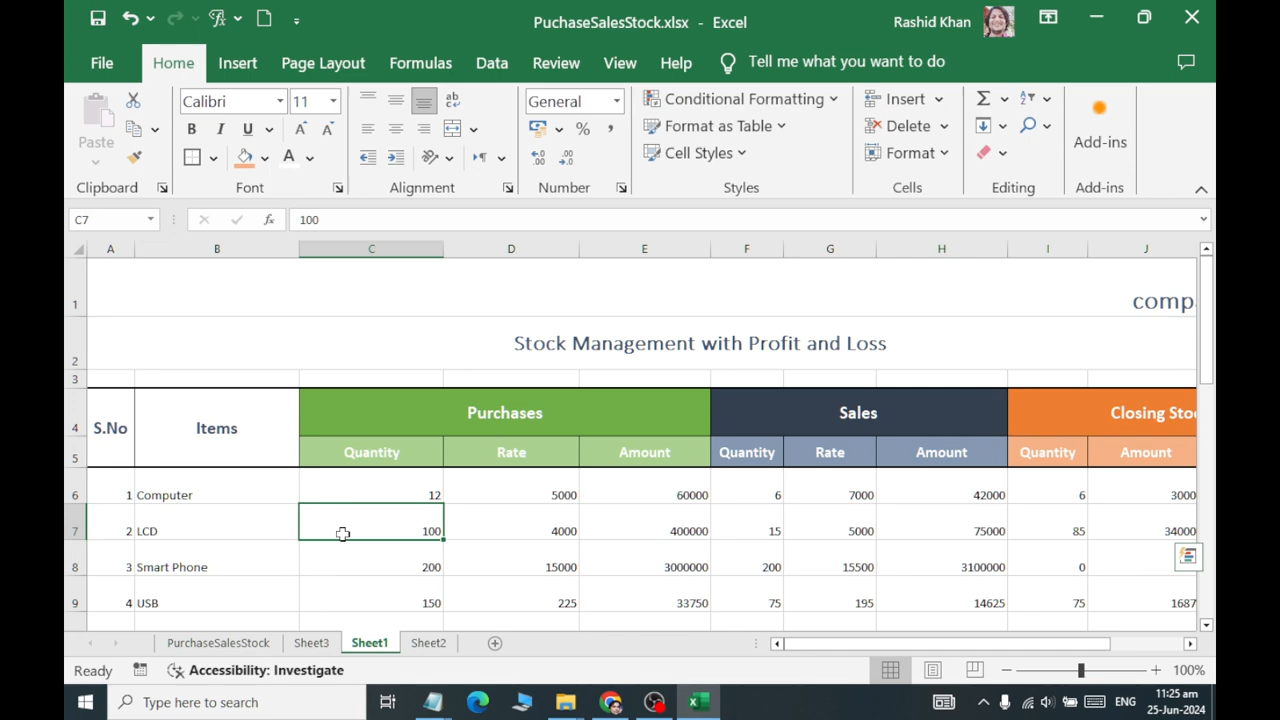 PuchaseSalesStock.xlsx - Excel
Rashid Khan
File Home Insert Page Layout Formulas Data Review View Help Tell me what you want to do
Calibri 11 General Conditional Formatting Insert
Paste B I U A Format as Table Delete
Cell Styles Format Add-ins
Clipboard Font Alignment Number Styles Cells Editing Add-ins
C7 fx 100
A B C D E F G H I J
1 comp
2 Stock Management with Profit and Loss
3
4 S.No Items Purchases Sales Closing Sto
5 Quantity Rate Amount Quantity Rate Amount Quantity Amount
6 1 Computer 12 5000 60000 6 7000 42000 6 3000
7 2 LCD 100 4000 400000 15 5000 75000 85 34000
8 3 Smart Phone 200 15000 3000000 200 15500 3100000 0
9 4 USB 150 225 33750 75 195 14625 75 1687
PurchaseSalesStock Sheet3 Sheet1 Sheet2
Ready Accessibility: Investigate 100%
Type here to search ENG 11:25 am
25-Jun-2024